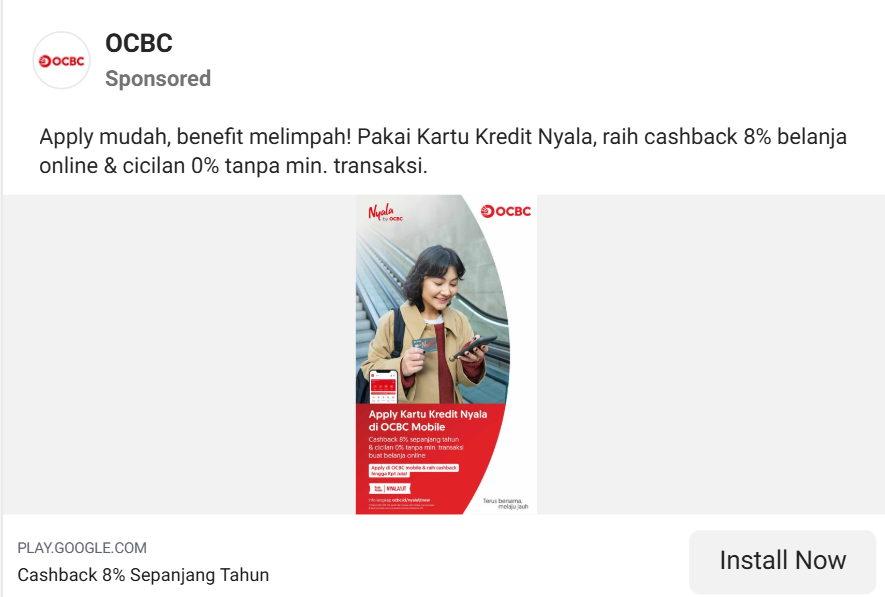 OCBC
OCBC
Sponsored
Apply mudah, benefit melimpah! Pakai Kartu Kredit Nyala, raih cashback 8% belanja
online & cicilan 0% tanpa min. transaksi.
Nyala
by OCBC
OCBC
Apply Kartu Kredit Nyala
di OCBC Mobile
Cashback 8% sepanjang tahun
& cicilan 0% tanpa min. transaksi
buat belanja online
Apply di OCBC mobile & raih cashback
hingga Rp1 Juta!
Terus bersama,
melaju jauh
PLAY.GOOGLE.COM
Cashback 8% Sepanjang Tahun
Install Now